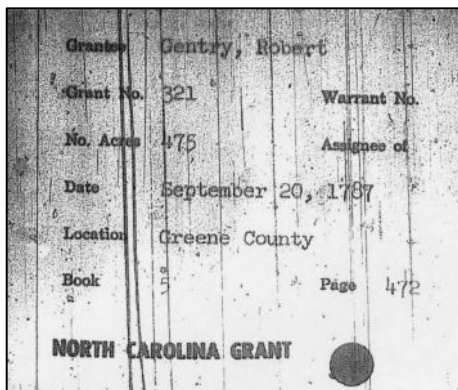 Grantee Gentry, Robert
Grant No. 321 Warrant No.
No. Acres 475 Assignee of
Date September 20, 1787
Location Greene County
Book 5 Page 472
NORTH CAROLINA GRANT